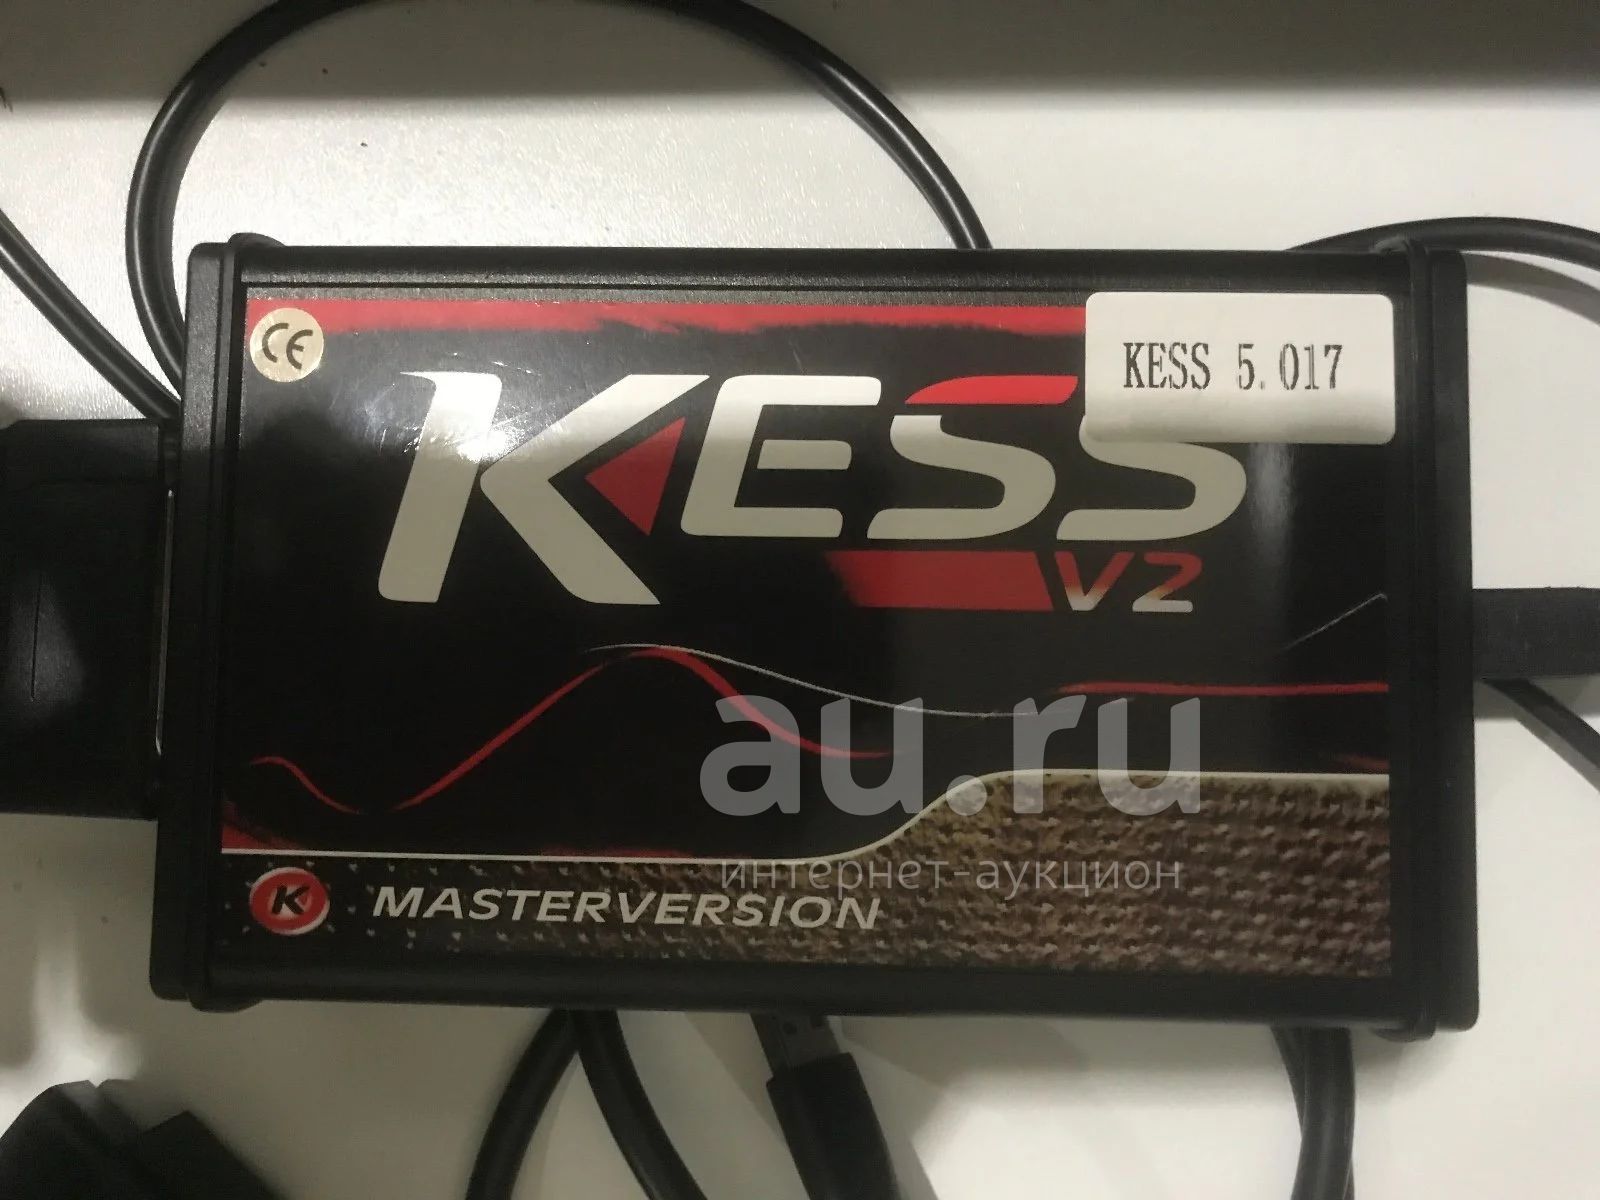 CE
KESS 5.017
KESS
V2
au.ru
интернет-аукцион
K MASTERVERSION